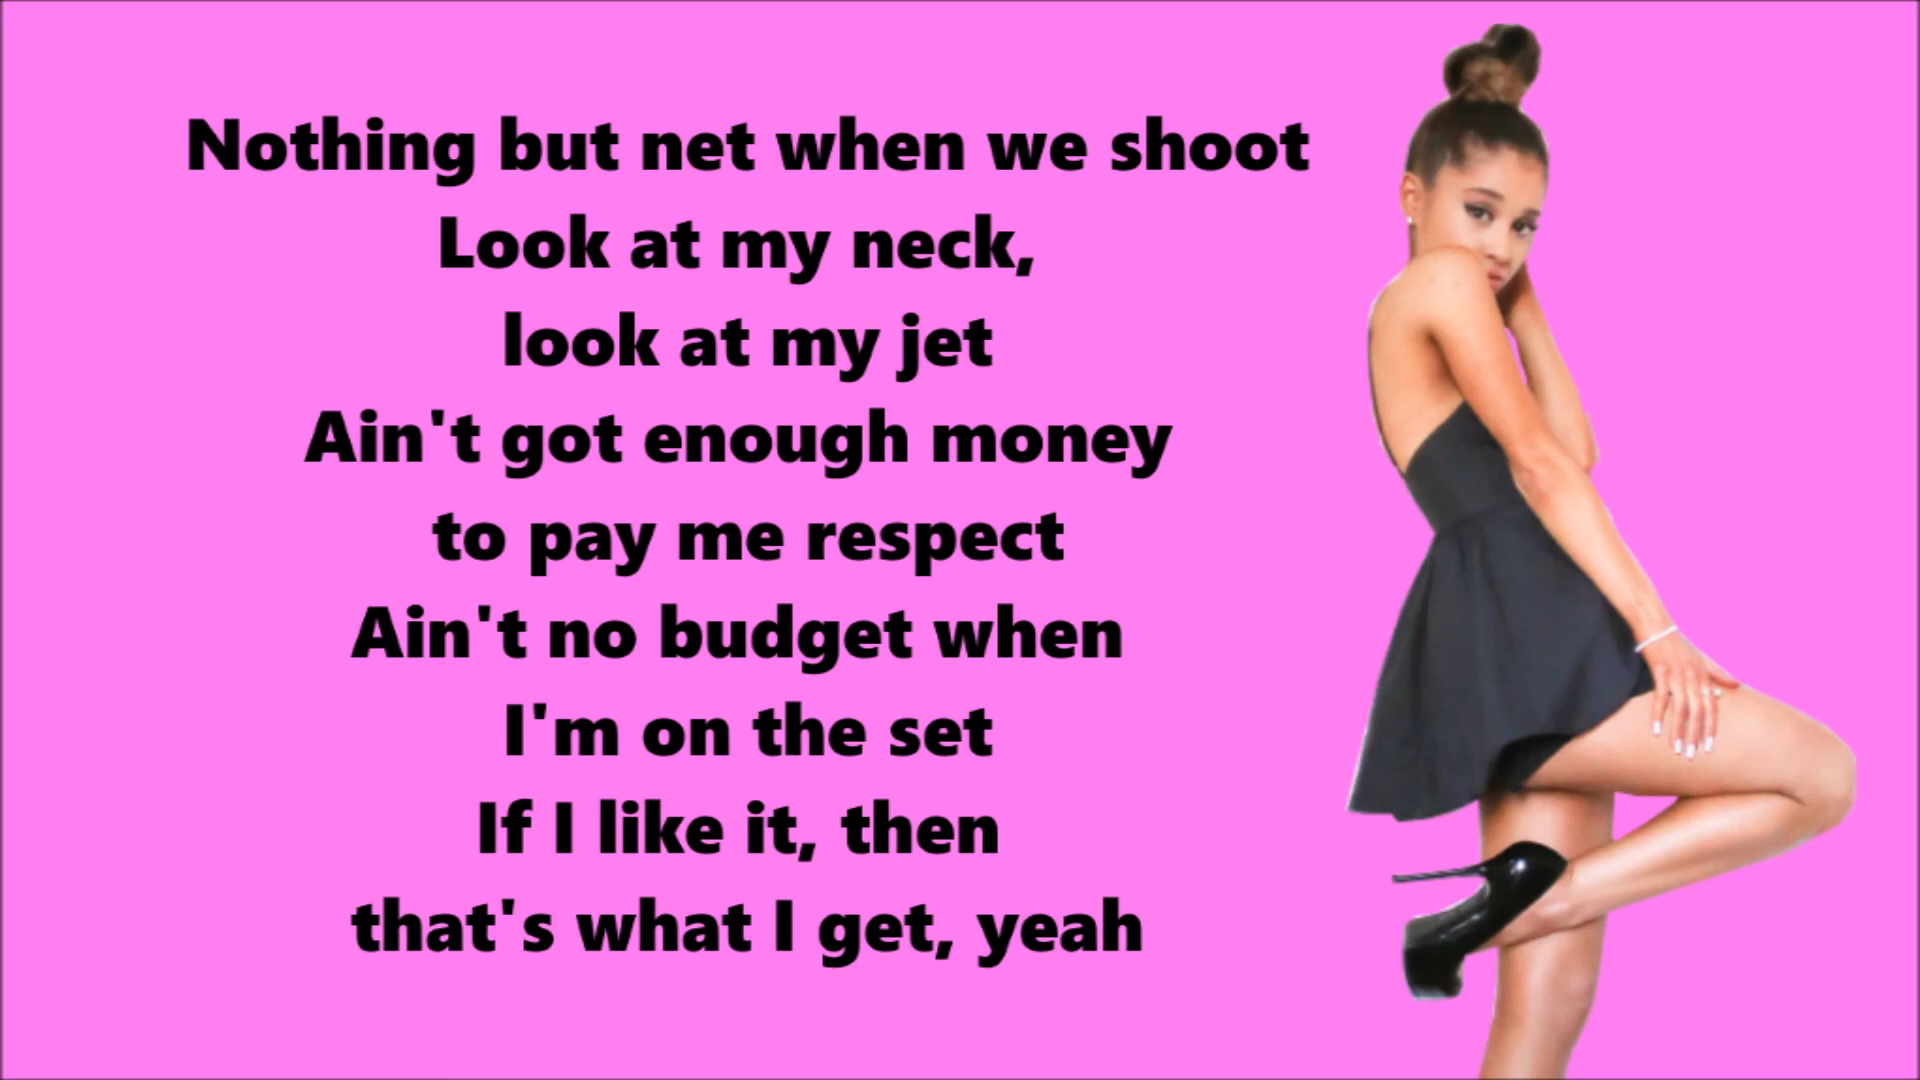 Nothing but net when we shoot
Look at my neck,
look at my jet
Ain't got enough money
to pay me respect
Ain't no budget when
I'm on the set
If I like it, then
that's what I get, yeah